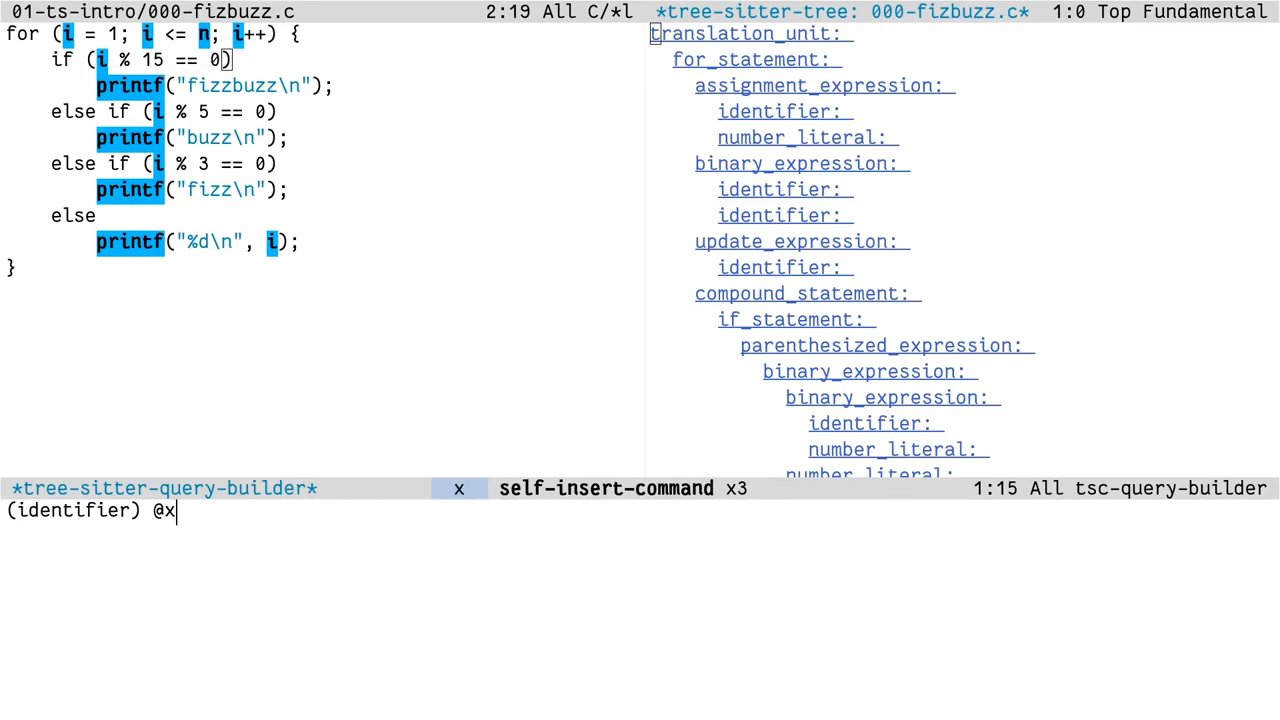 01-ts-intro/000-fizbuzz.c 2:19 All C/*l
for (i = 1; i <= n; i++) {
    if (i % 15 == 0)
        printf("fizzbuzz\n");
    else if (i % 5 == 0)
        printf("buzz\n");
    else if (i % 3 == 0)
        printf("fizz\n");
    else
        printf("%d\n", i);
}
*tree-sitter-tree: 000-fizbuzz.c* 1:0 Top Fundamental
translation_unit:
  for_statement:
    assignment_expression:
      identifier:
      number_literal:
    binary_expression:
      identifier:
      identifier:
    update_expression:
      identifier:
    compound_statement:
      if_statement:
        parenthesized_expression:
          binary_expression:
            binary_expression:
              identifier:
              number_literal:
            number_literal:
*tree-sitter-query-builder* x self-insert-command x3 1:15 All tsc-query-builder
(identifier) @x